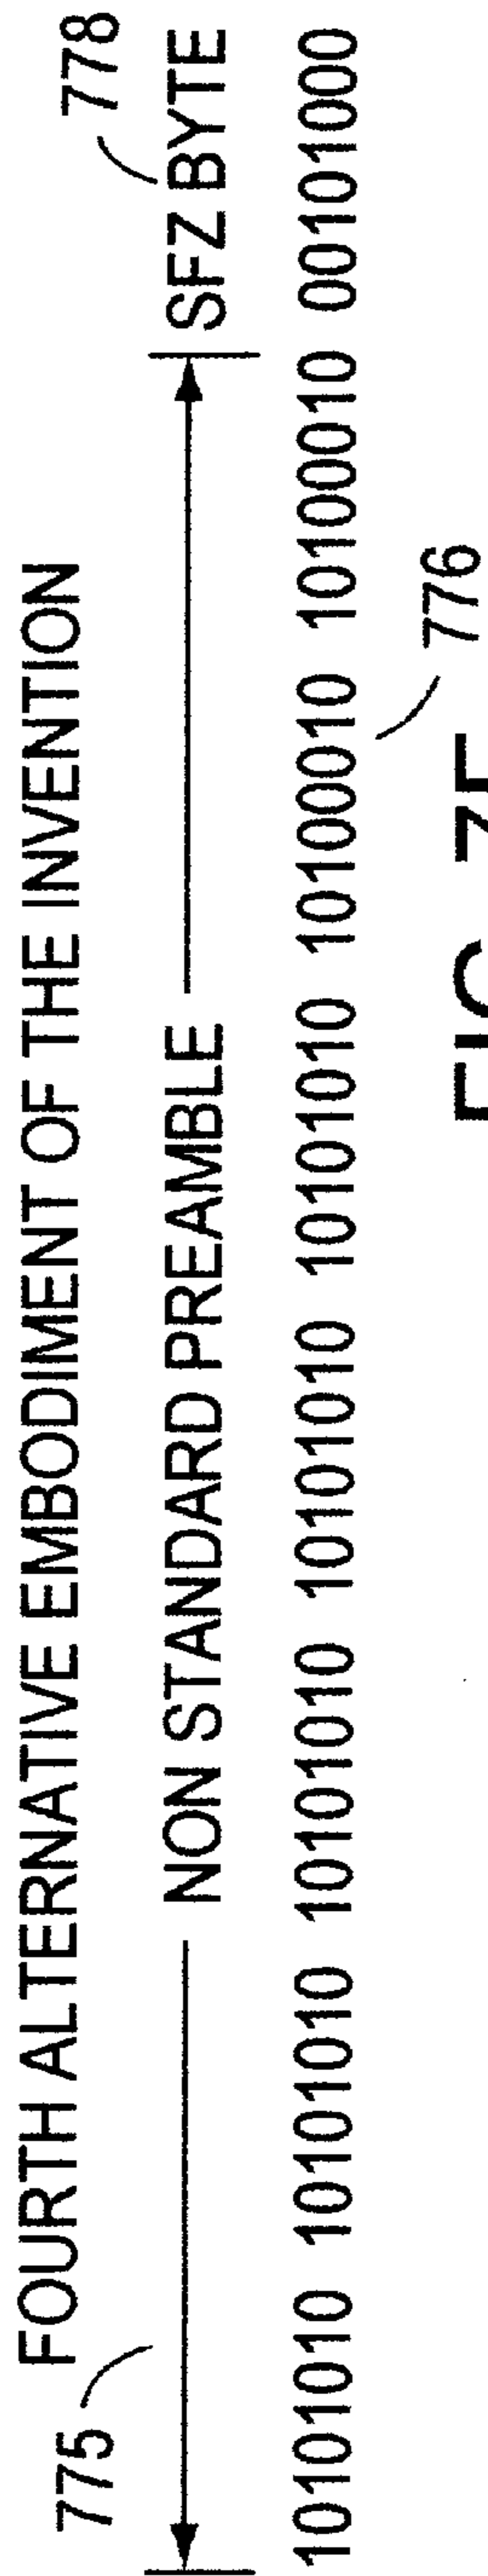 FOURTH ALTERNATIVE EMBODIMENT OF THE INVENTION
775
778
NON STANDARD PREAMBLE SFZ BYTE
10101010 10101010 10101010 10101010 10101010 10100010 10100010 00101000
776